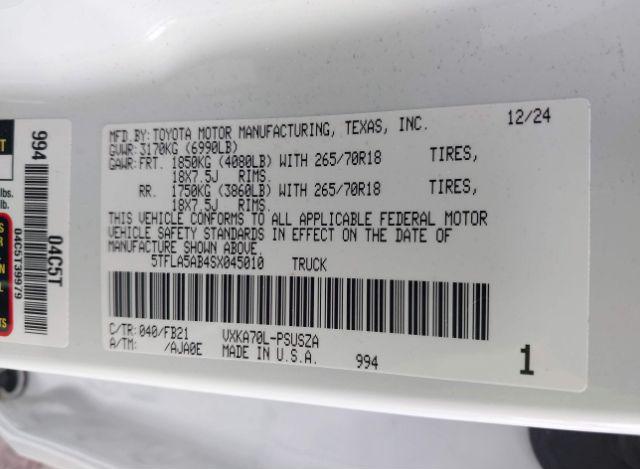 MFD.BY:TOYOTA MOTOR MANUFACTURING, TEXAS, INC. 12/24
GVWR:3170KG (6990LB)
GAWR:FRT. 1850KG (4080LB) WITH 265/70R18 TIRES,
18X7.5J RIMS.
RR. 1750KG (3860LB) WITH 265/70R18 TIRES,
18X7.5J RIMS.
THIS VEHICLE CONFORMS TO ALL APPLICABLE FEDERAL MOTOR
VEHICLE SAFETY STANDARDS IN EFFECT ON THE DATE OF
MANUFACTURE SHOWN ABOVE.
5TFLA5AB4SX045010 TRUCK
C/TR:040/FB21 VXKA70L-PSUSZA
A/TM: /AJA0E MADE IN U.S.A. 994 1
994
04C5T
04C5T39979
lbs.
lb.